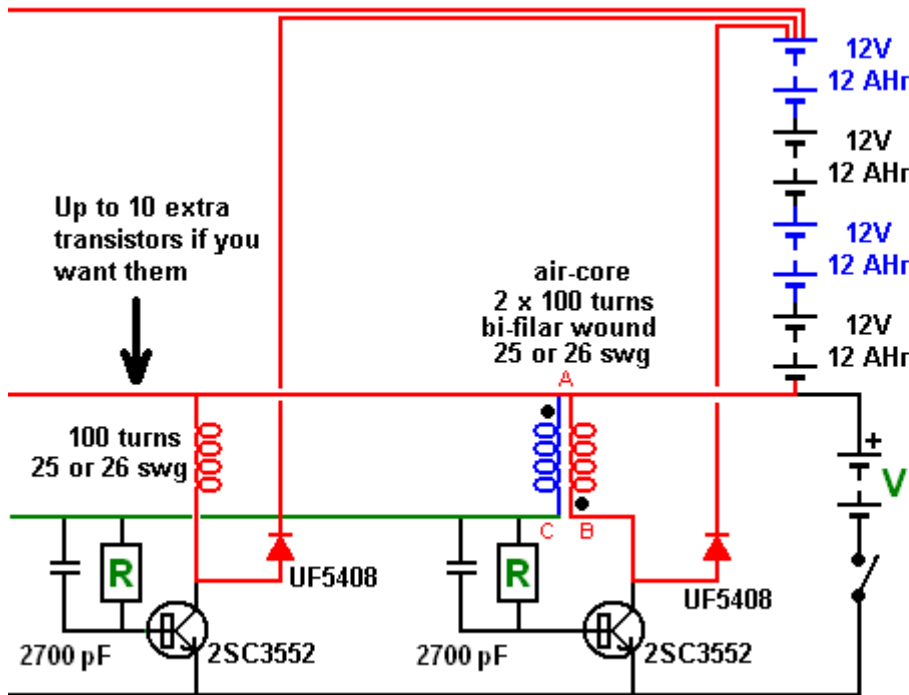 12V
12 AHr
12V
12 AHr
Up to 10 extra
transistors if you
want them
12V
12 AHr
air-core
2 x 100 turns
bi-filar wound
25 or 26 swg
12V
12 AHr
A
100 turns
25 or 26 swg
+
V
C
B
R
UF5408
R
UF5408
2700 pF
2SC3552
2700 pF
2SC3552